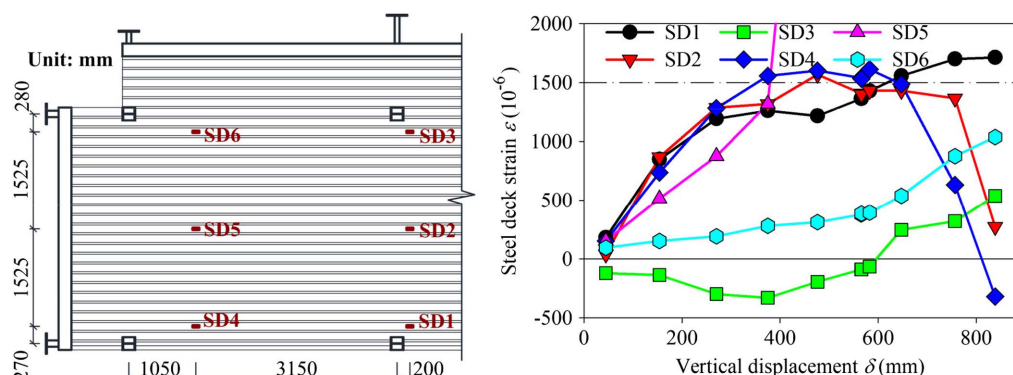 Unit: mm
280
1525
1525
270
SD6
SD3
SD5
SD2
SD4
SD1
1050
3150
200
Steel deck strain ε (10⁻⁶)
2000
1500
1000
500
0
-500
SD1
SD3
SD5
SD2
SD4
SD6
0
200
400
600
800
Vertical displacement δ (mm)